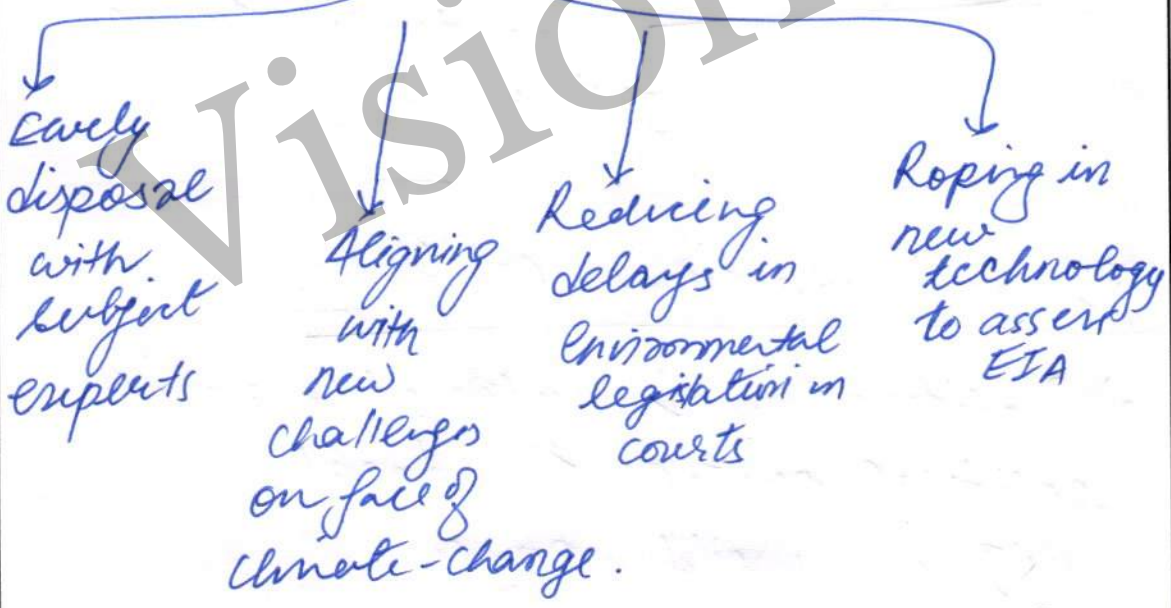 Early
disposal
with
subject
experts
Aligning
with
new
challenges
on face of
climate-change.
Reducing
delays in
environmental
legislation in
courts
Roping in
new
technology
to assess
EIA
Vision